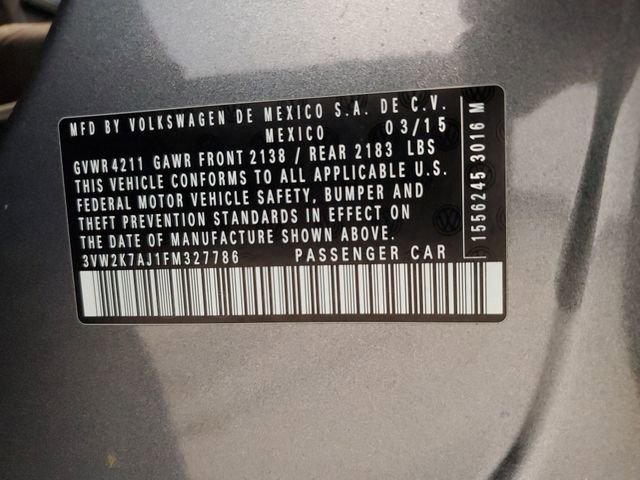 MFD BY VOLKSWAGEN DE MEXICO S.A. DE C.V.
MEXICO 03/15
GVWR 4211 GAWR FRONT 2138 / REAR 2183 LBS
THIS VEHICLE CONFORMS TO ALL APPLICABLE U.S.
FEDERAL MOTOR VEHICLE SAFETY, BUMPER AND
THEFT PREVENTION STANDARDS IN EFFECT ON
THE DATE OF MANUFACTURE SHOWN ABOVE.
3VW2K7AJ1FM327786 PASSENGER CAR
1556245 3016 M